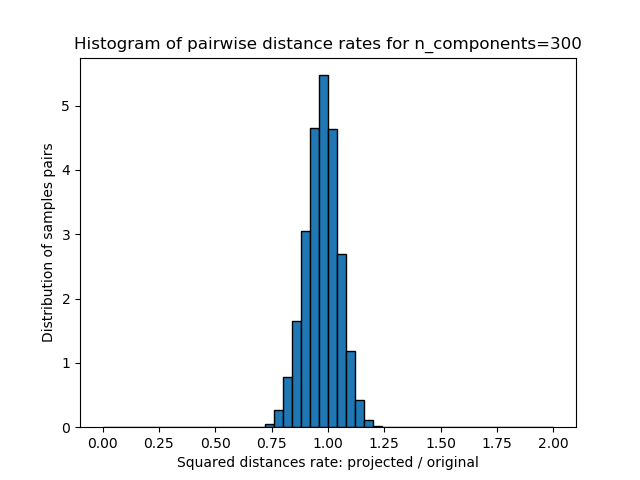 Histogram of pairwise distance rates for n_components=300
5
4
3
2
1
0
Distribution of samples pairs
0.00 0.25 0.50 0.75 1.00 1.25 1.50 1.75 2.00
Squared distances rate: projected / original